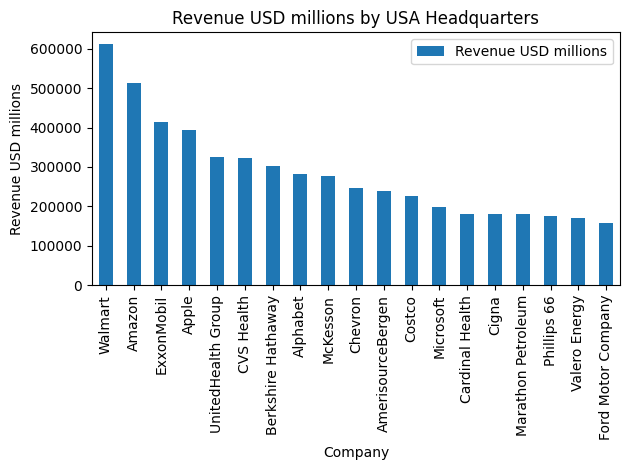 Revenue USD millions by USA Headquarters
Revenue USD millions
Revenue USD millions
600000
500000
400000
300000
200000
100000
0
Walmart
Amazon
ExxonMobil
Apple
UnitedHealth Group
CVS Health
Berkshire Hathaway
Alphabet
McKesson
Chevron
AmerisourceBergen
Costco
Microsoft
Cardinal Health
Cigna
Marathon Petroleum
Phillips 66
Valero Energy
Ford Motor Company
Company